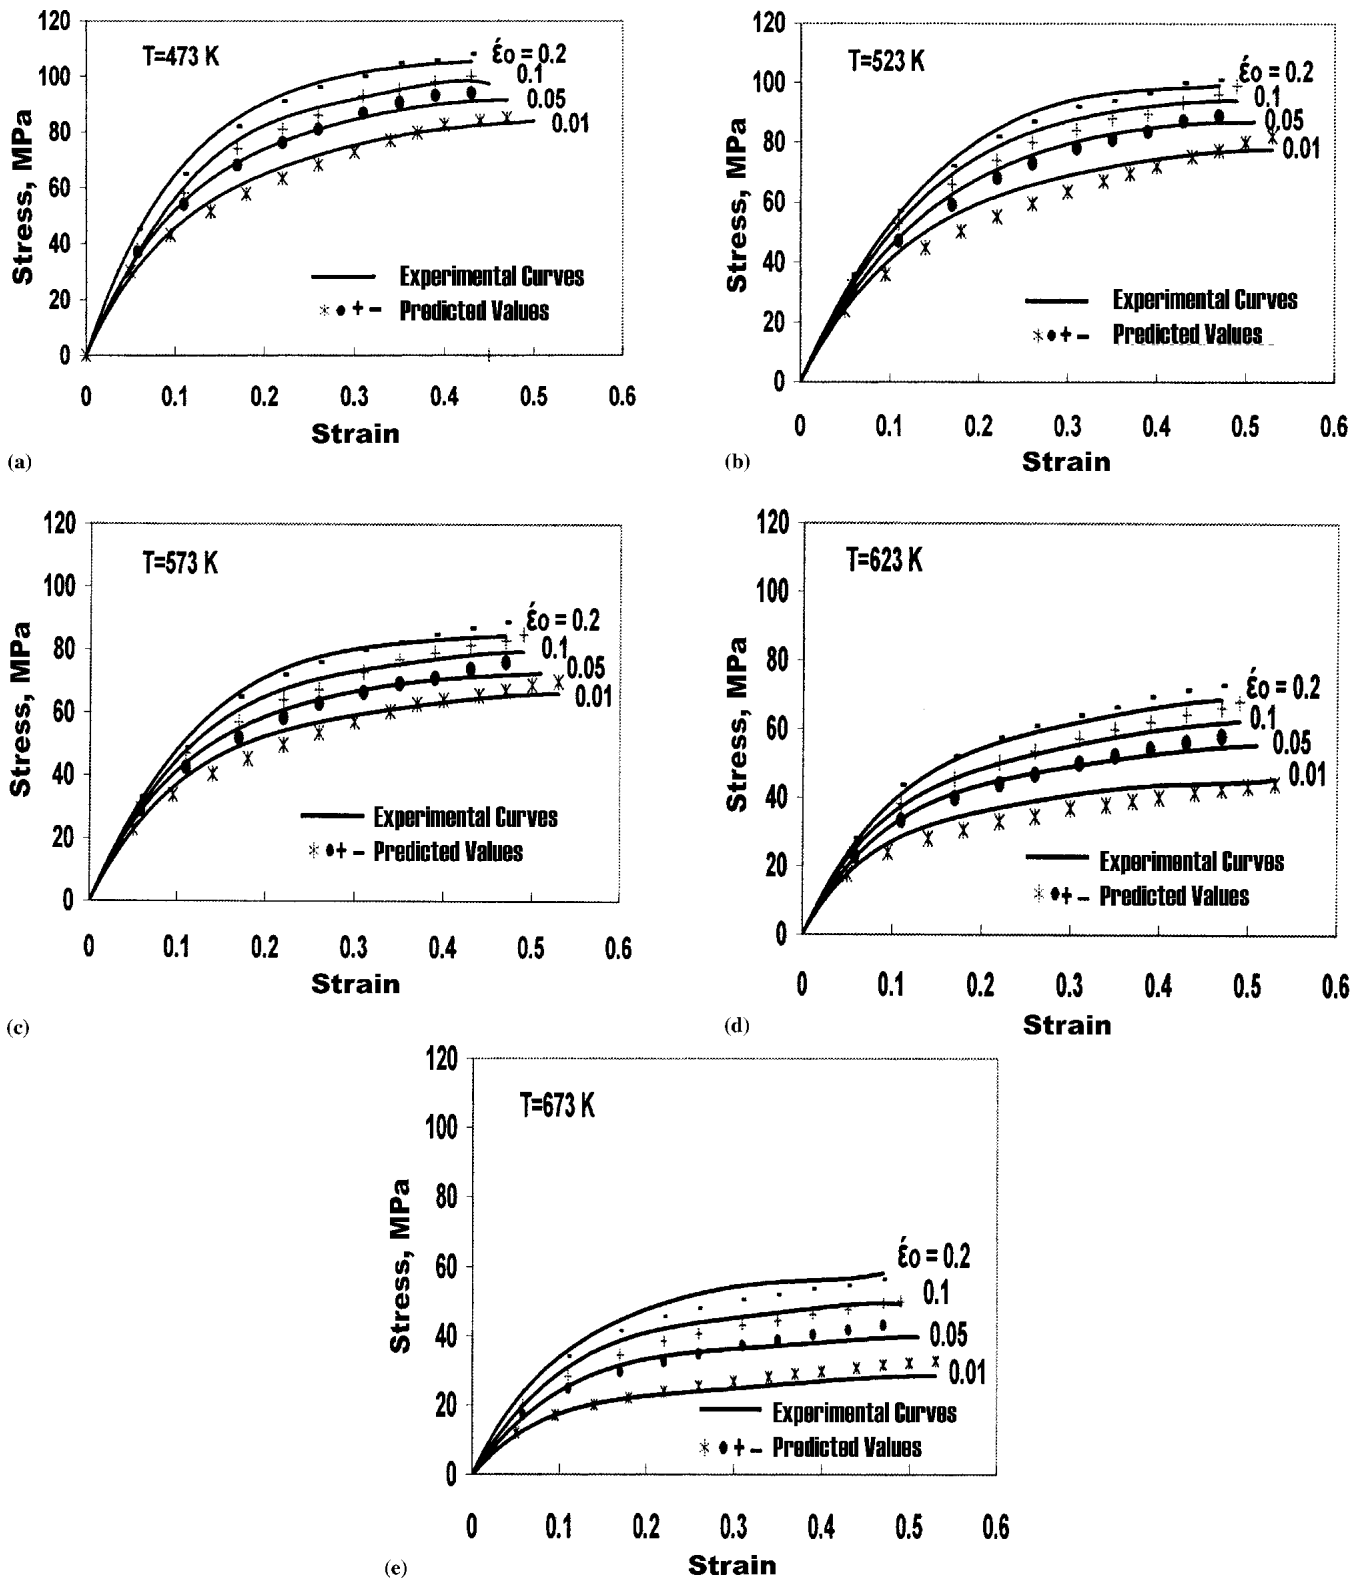 120
100
80
60
40
20
0
Stress, MPa
T=473 K
έo = 0.2
0.1
0.05
0.01
Experimental Curves
Predicted Values
0 0.1 0.2 0.3 0.4 0.5 0.6
Strain
(a)
120
100
80
60
40
20
0
Stress, MPa
T=523 K
έo = 0.2
0.1
0.05
0.01
Experimental Curves
Predicted Values
0 0.1 0.2 0.3 0.4 0.5 0.6
Strain
(b)
120
100
80
60
40
20
0
Stress, MPa
T=573 K
έo = 0.2
0.1
0.05
0.01
Experimental Curves
Predicted Values
0 0.1 0.2 0.3 0.4 0.5 0.6
Strain
(c)
120
100
80
60
40
20
0
Stress, MPa
T=623 K
έo = 0.2
0.1
0.05
0.01
Experimental Curves
Predicted Values
0 0.1 0.2 0.3 0.4 0.5 0.6
Strain
(d)
120
100
80
60
40
20
0
Stress, MPa
T=673 K
έo = 0.2
0.1
0.05
0.01
Experimental Curves
Predicted Values
0 0.1 0.2 0.3 0.4 0.5 0.6
Strain
(e)